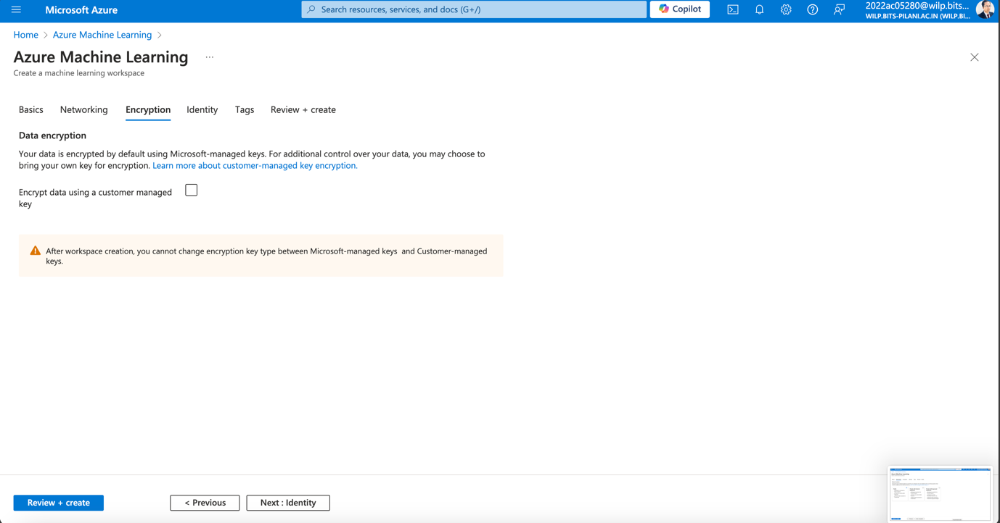 Microsoft Azure
Search resources, services, and docs (G+/)
Copilot
2022ac05280@wilp.bits...
WILP.BITS-PILANI.AC.IN (WILP.BI...
Home > Azure Machine Learning >
Azure Machine Learning ...
Create a machine learning workspace
Basics Networking Encryption Identity Tags Review + create
Data encryption
Your data is encrypted by default using Microsoft-managed keys. For additional control over your data, you may choose to
bring your own key for encryption. Learn more about customer-managed key encryption.
Encrypt data using a customer managed
key
After workspace creation, you cannot change encryption key type between Microsoft-managed keys and Customer-managed
keys.
Review + create
< Previous
Next : Identity